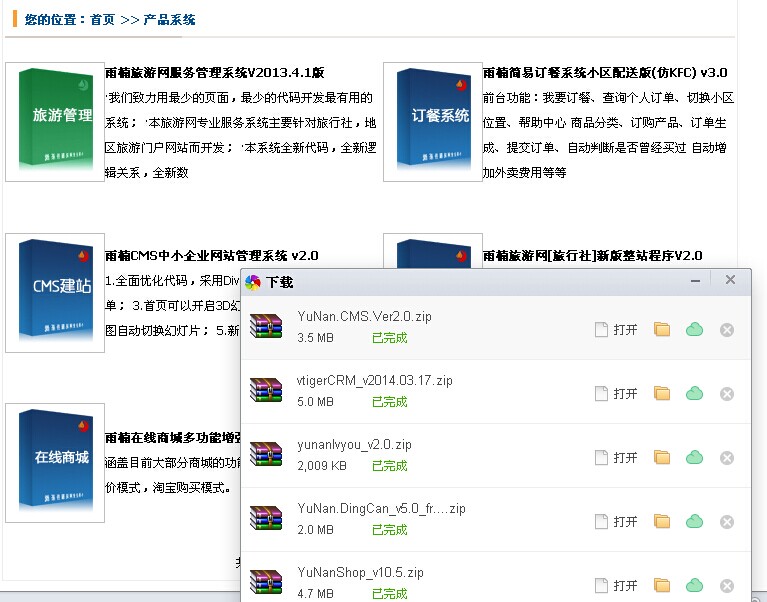 您的位置：首页 >> 产品系统
旅游管理
雨楠旅游网服务管理系统V2013.4.1版
·我们致力用最少的页面，最少的代码开发最有用的
系统； ·本旅游网专业服务系统主要针对旅行社，地
区旅游门户网站而开发； ·本系统全新代码，全新逻
辑关系，全新数
订餐系统
雨楠简易订餐系统小区配送版(仿KFC) v3.0
前台功能：我要订餐、查询个人订单、切换小区
位置、帮助中心 商品分类、订购产品、订单生
成、提交订单、自动判断是否曾经买过 自动增
加外卖费用等等
CMS建站
雨楠CMS中小企业网站管理系统 v2.0
1.全面优化代码，采用Div
单； 3.首页可以开启3D幻
图自动切换幻灯片； 5.新
雨楠旅游网[旅行社]新版整站程序V2.0
在线商城
雨楠在线商城多功能增强
涵盖目前大部分商城的功能
价模式，淘宝购买模式。
下载
YuNan.CMS.Ver2.0.zip
3.5 MB 已完成 打开
vtigerCRM_v2014.03.17.zip
5.0 MB 已完成 打开
yunanlvyou_v2.0.zip
2,009 KB 已完成 打开
YuNan.DingCan_v5.0_fr....zip
2.0 MB 已完成 打开
YuNanShop_v10.5.zip
4.7 MB 已完成 打开